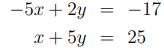 −5x + 2y = −17
x + 5y = 25